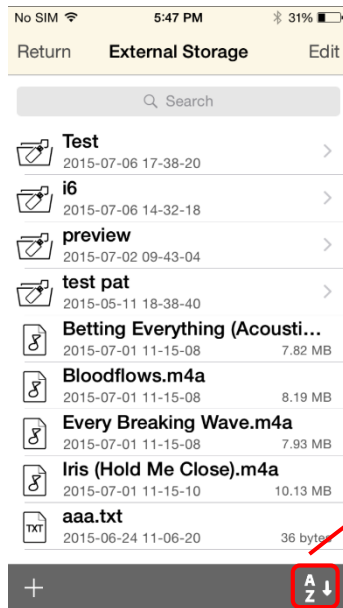 No SIM 5:47 PM 31%
Return External Storage Edit
Search
Test
2015-07-06 17-38-20
i6
2015-07-06 14-32-18
preview
2015-07-02 09-43-04
test pat
2015-05-11 18-38-40
Betting Everything (Acousti...
2015-07-01 11-15-08 7.82 MB
Bloodflows.m4a
2015-07-01 11-15-08 8.19 MB
Every Breaking Wave.m4a
2015-07-01 11-15-08 7.93 MB
Iris (Hold Me Close).m4a
2015-07-01 11-15-10 10.13 MB
TXT aaa.txt
2015-06-24 11-06-20 36 bytes
A
Z